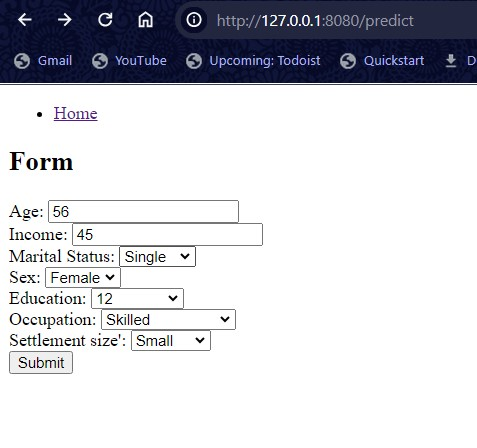 http://127.0.0.1:8080/predict
Gmail YouTube Upcoming: Todoist Quickstart D
Home
Form
Age: 56
Income: 45
Marital Status: Single
Sex: Female
Education: 12
Occupation: Skilled
Settlement size': Small
Submit